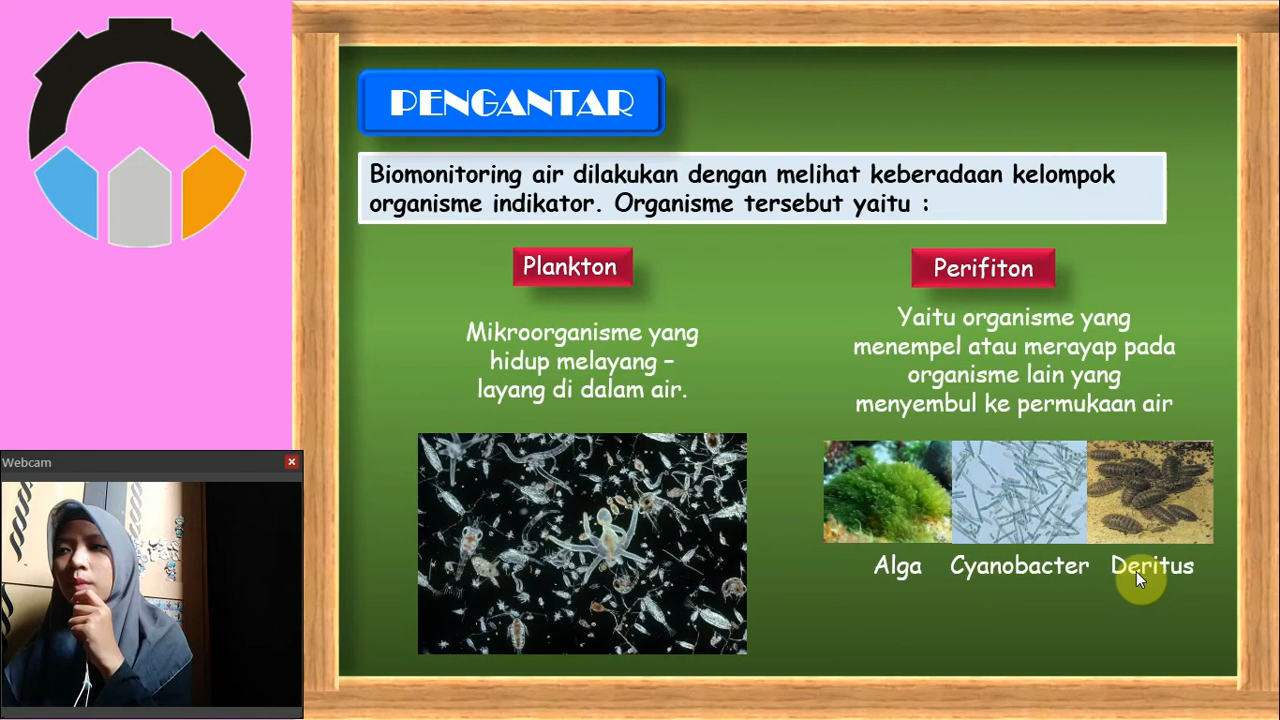 PENGANTAR
Biomonitoring air dilakukan dengan melihat keberadaan kelompok
organisme indikator. Organisme tersebut yaitu :
Plankton
Mikroorganisme yang
hidup melayang –
layang di dalam air.
Perifiton
Yaitu organisme yang
menempel atau merayap pada
organisme lain yang
menyembul ke permukaan air
Alga
Cyanobacter
Deritus
Webcam